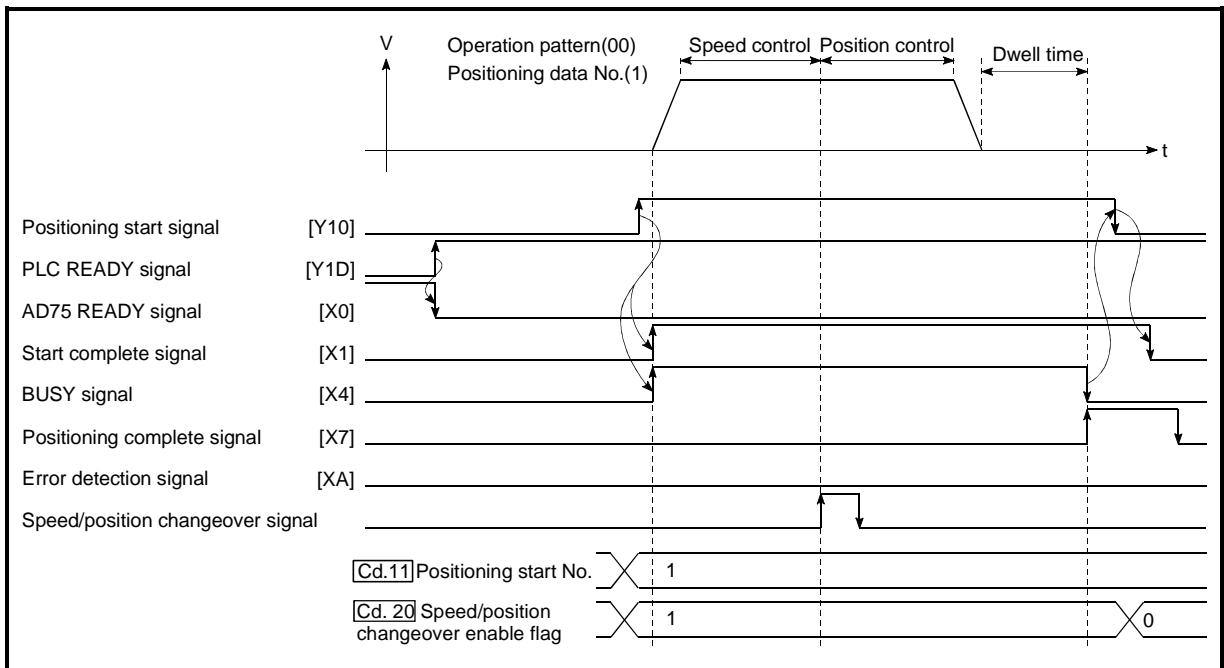 V
Operation pattern(00)
Positioning data No.(1)
Speed control
Position control
Dwell time
t
Positioning start signal [Y10]
PLC READY signal [Y1D]
AD75 READY signal [X0]
Start complete signal [X1]
BUSY signal [X4]
Positioning complete signal [X7]
Error detection signal [XA]
Speed/position changeover signal
Cd.11 Positioning start No. 1
Cd. 20 Speed/position
changeover enable flag 1 0